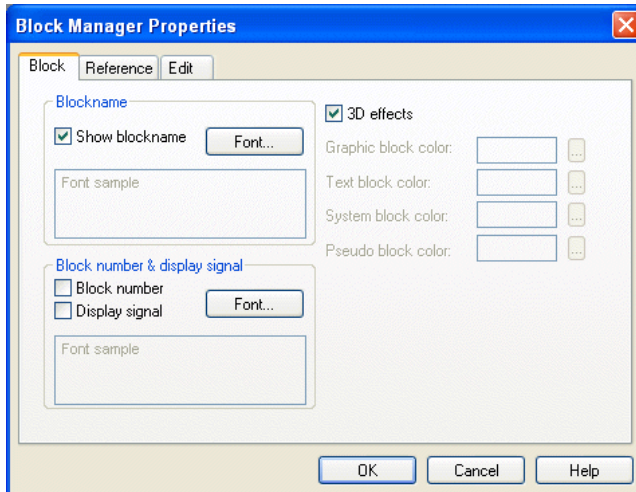 Block Manager Properties
Block
Reference
Edit
Blockname
Show blockname
Font...
Font sample
Block number & display signal
Block number
Display signal
Font...
Font sample
3D effects
Graphic block color:
...
Text block color:
...
System block color:
...
Pseudo block color:
...
OK
Cancel
Help